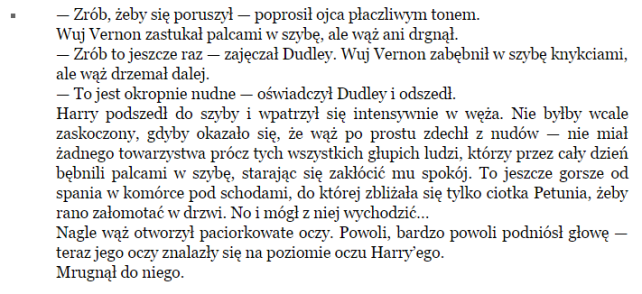 — Zrób, żeby się poruszył — poprosił ojca płaczliwym tonem.
Wuj Vernon zastukał palcami w szybę, ale wąż ani drgnął.
— Zrób to jeszcze raz — zajęczał Dudley. Wuj Vernon zabębnił w szybę knykciami,
ale wąż drzemał dalej.
— To jest okropnie nudne — oświadczył Dudley i odszedł.
Harry podszedł do szyby i wpatrzył się intensywnie w węża. Nie byłby wcale
zaskoczony, gdyby okazało się, że wąż po prostu zdechł z nudów — nie miał
żadnego towarzystwa prócz tych wszystkich głupich ludzi, którzy przez cały dzień
bębnili palcami w szybę, starając się zakłócić mu spokój. To jeszcze gorsze od
spania w komórce pod schodami, do której zbliżała się tylko ciotka Petunia, żeby
rano załomotać w drzwi. No i mógł z niej wychodzić...
Nagle wąż otworzył paciorkowate oczy. Powoli, bardzo powoli podniósł głowę —
teraz jego oczy znalazły się na poziomie oczu Harry'ego.
Mrugnął do niego.